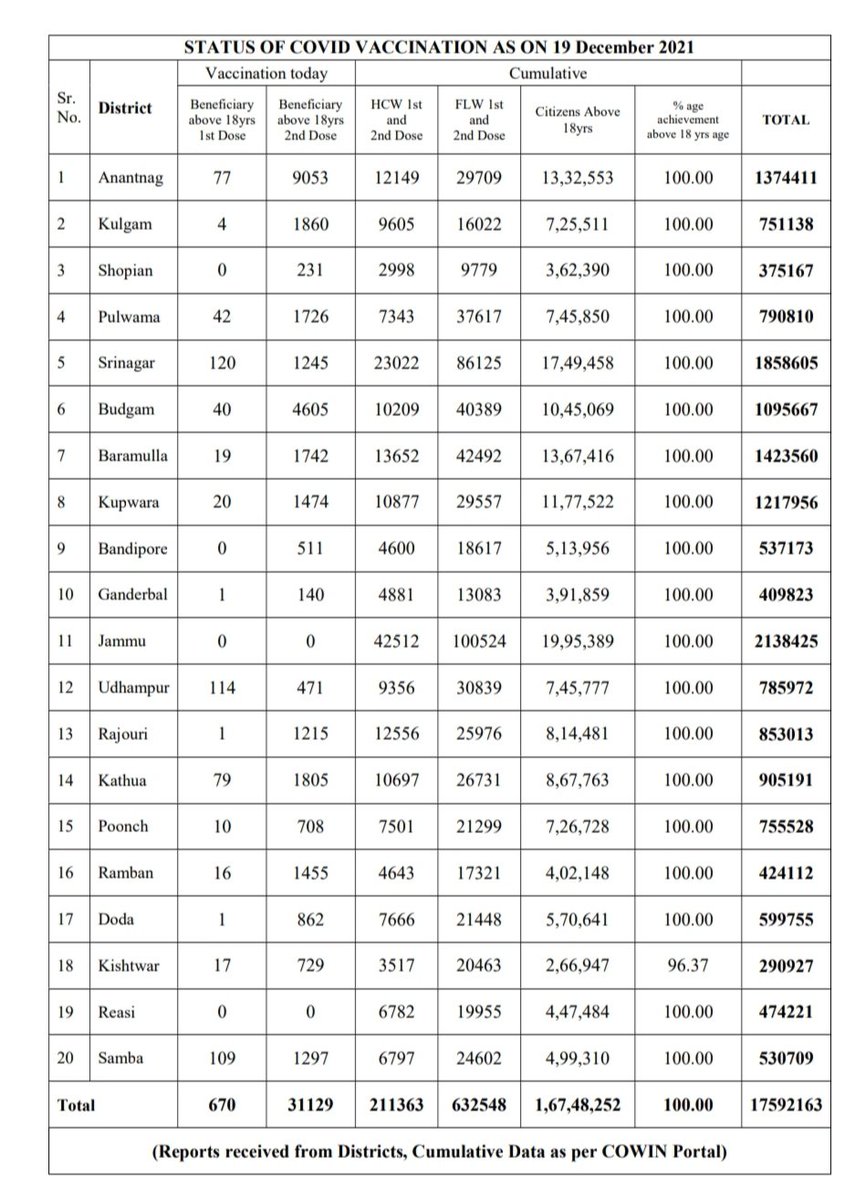 STATUS OF COVID VACCINATION AS ON 19 December 2021
Vaccination today Cumulative
Sr. No. District Beneficiary above 18yrs 1st Dose Beneficiary above 18yrs 2nd Dose HCW 1st and 2nd Dose FLW 1st and 2nd Dose Citizens Above 18yrs % age achievement above 18 yrs age TOTAL
1 Anantnag 77 9053 12149 29709 13,32,553 100.00 1374411
2 Kulgam 4 1860 9605 16022 7,25,511 100.00 751138
3 Shopian 0 231 2998 9779 3,62,390 100.00 375167
4 Pulwama 42 1726 7343 37617 7,45,850 100.00 790810
5 Srinagar 120 1245 23022 86125 17,49,458 100.00 1858605
6 Budgam 40 4605 10209 40389 10,45,069 100.00 1095667
7 Baramulla 19 1742 13652 42492 13,67,416 100.00 1423560
8 Kupwara 20 1474 10877 29557 11,77,522 100.00 1217956
9 Bandipore 0 511 4600 18617 5,13,956 100.00 537173
10 Ganderbal 1 140 4881 13083 3,91,859 100.00 409823
11 Jammu 0 0 42512 100524 19,95,389 100.00 2138425
12 Udhampur 114 471 9356 30839 7,45,777 100.00 785972
13 Rajouri 1 1215 12556 25976 8,14,481 100.00 853013
14 Kathua 79 1805 10697 26731 8,67,763 100.00 905191
15 Poonch 10 708 7501 21299 7,26,728 100.00 755528
16 Ramban 16 1455 4643 17321 4,02,148 100.00 424112
17 Doda 1 862 7666 21448 5,70,641 100.00 599755
18 Kishtwar 17 729 3517 20463 2,66,947 96.37 290927
19 Reasi 0 0 6782 19955 4,47,484 100.00 474221
20 Samba 109 1297 6797 24602 4,99,310 100.00 530709
Total 670 31129 211363 632548 1,67,48,252 100.00 17592163
(Reports received from Districts, Cumulative Data as per COWIN Portal)